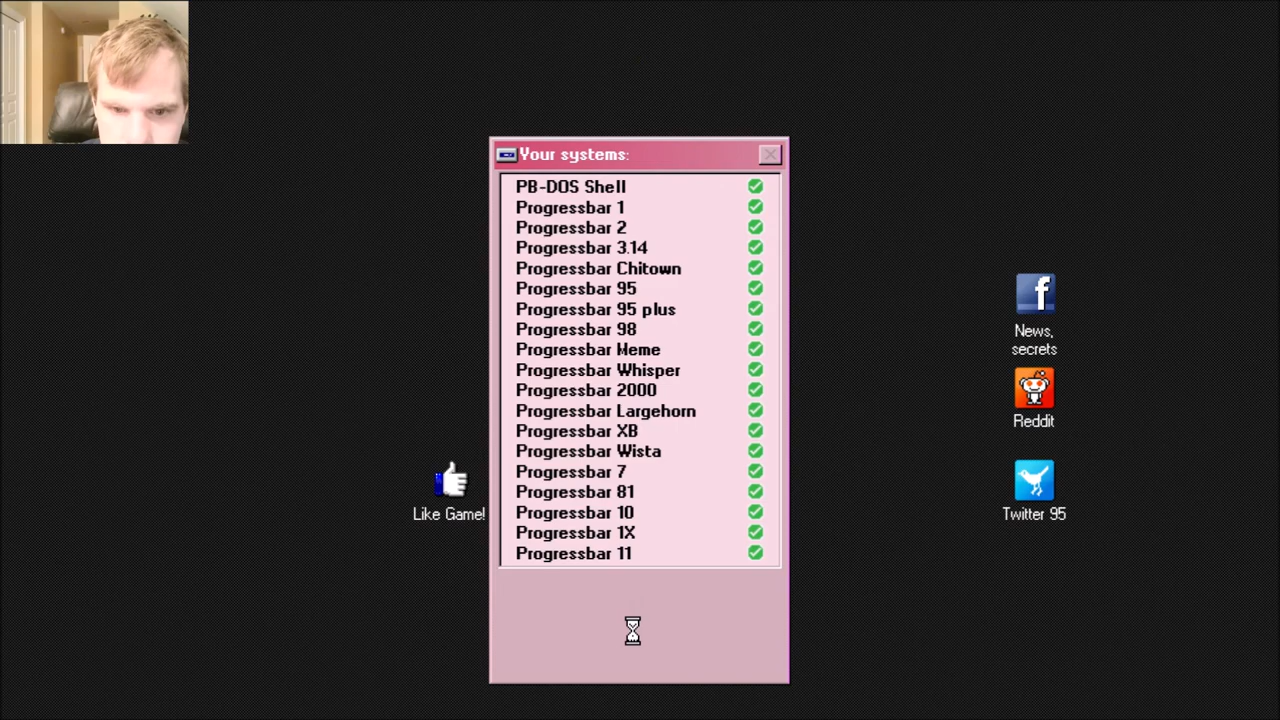 Your systems:
PB-DOS Shell
Progressbar 1
Progressbar 2
Progressbar 3.14
Progressbar Chitown
Progressbar 95
Progressbar 95 plus
Progressbar 98
Progressbar Meme
Progressbar Whisper
Progressbar 2000
Progressbar Largehorn
Progressbar XB
Progressbar Wista
Progressbar 7
Progressbar 81
Progressbar 10
Progressbar 1X
Progressbar 11
Like Game!
News,
secrets
Reddit
Twitter 95